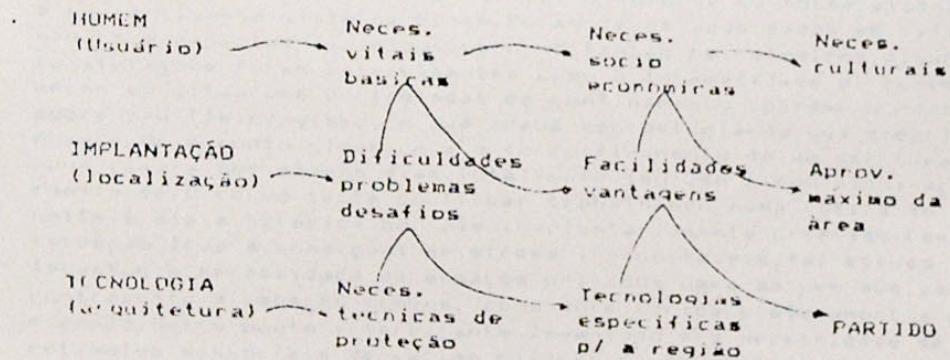 HOMEM
(Usuário)
Neces.
vitais
basicas
Neces.
socio
economicas
Neces.
culturais
IMPLANTAÇÃO
(localização)
Dificuldades
problemas
desafios
Facilidades
vantagens
Aprov.
maximo da
área
TECNOLOGIA
(arquitetura)
Neces.
tecnicas de
proteção
Tecnologias
especificas
p/ a região
PARTIDO